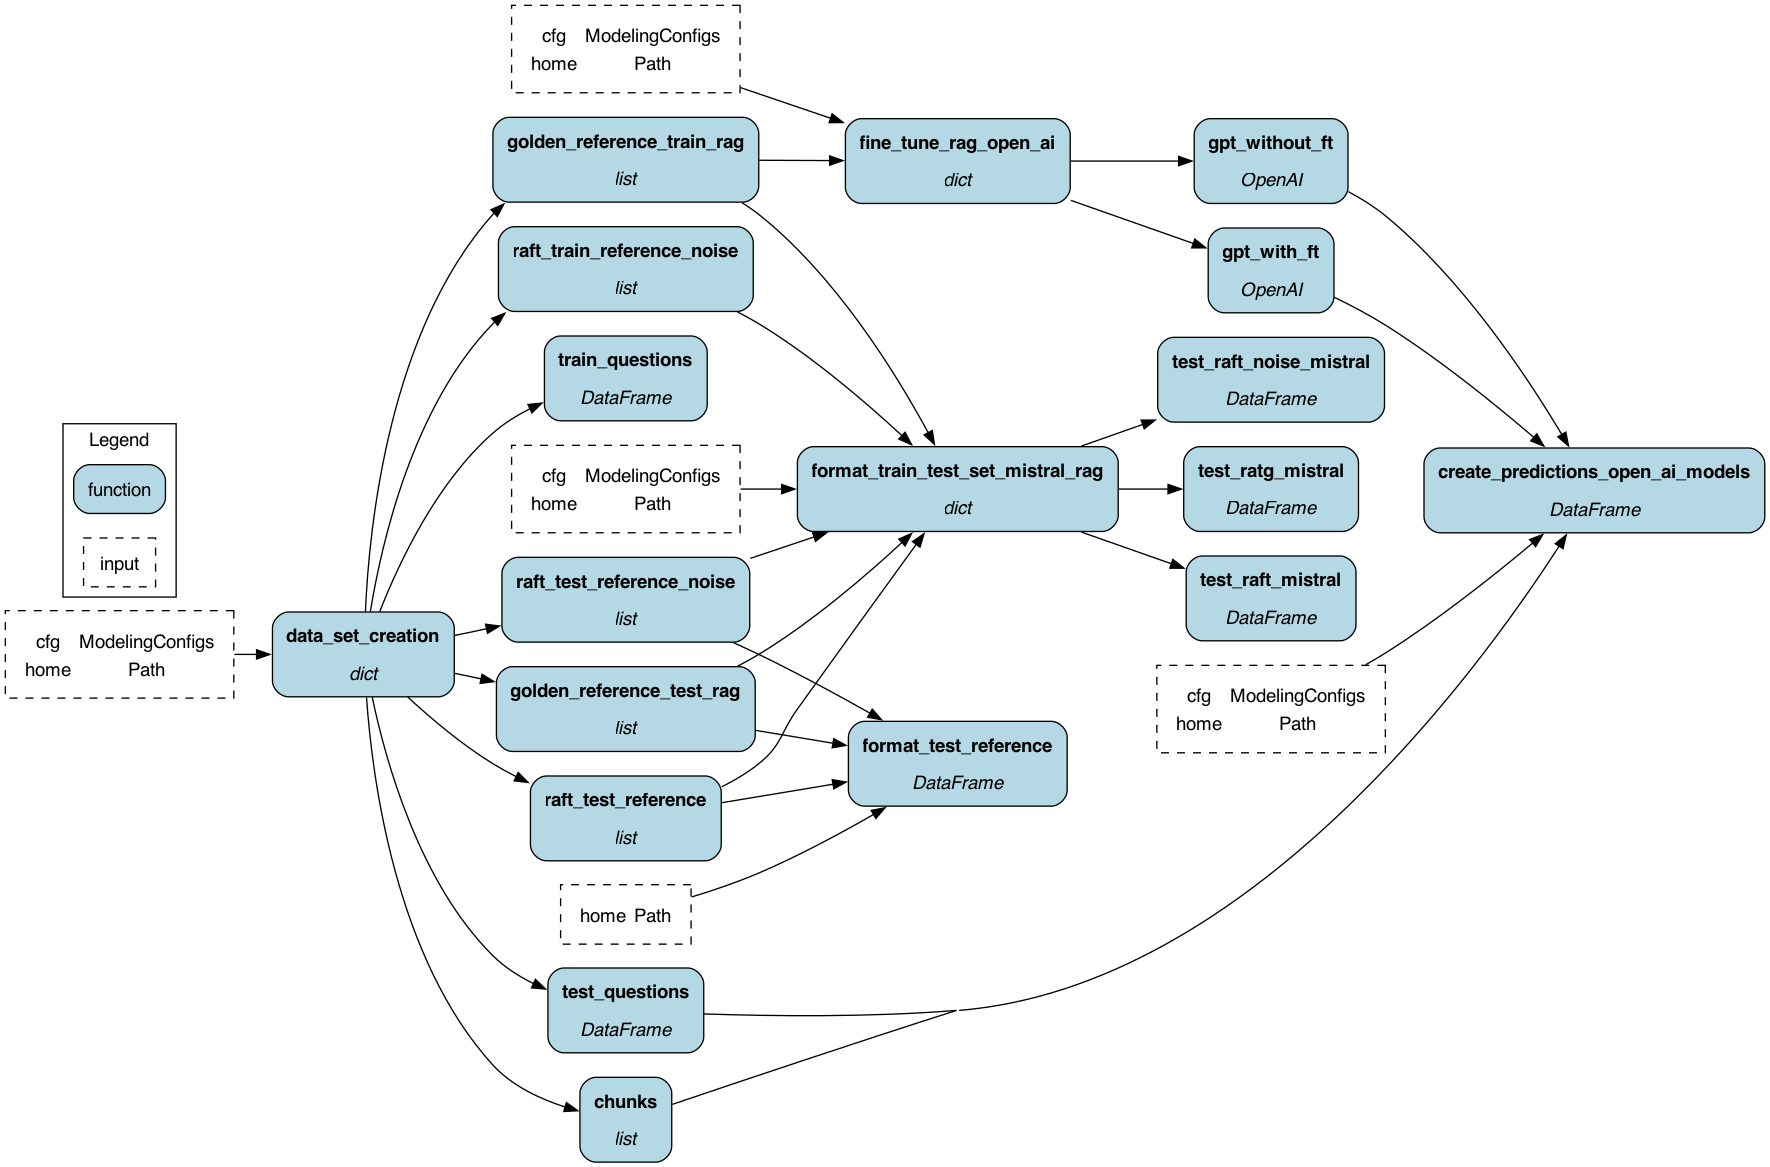 cfg ModelingConfigs
home Path
golden_reference_train_rag
list
fine_tune_rag_open_ai
dict
gpt_without_ft
OpenAI
raft_train_reference_noise
list
gpt_with_ft
OpenAI
train_questions
DataFrame
test_raft_noise_mistral
DataFrame
Legend
function
input
cfg ModelingConfigs
home Path
format_train_test_set_mistral_rag
dict
test_ratg_mistral
DataFrame
create_predictions_open_ai_models
DataFrame
raft_test_reference_noise
list
test_raft_mistral
DataFrame
cfg ModelingConfigs
home Path
data_set_creation
dict
golden_reference_test_rag
list
cfg ModelingConfigs
home Path
format_test_reference
DataFrame
raft_test_reference
list
home Path
test_questions
DataFrame
chunks
list